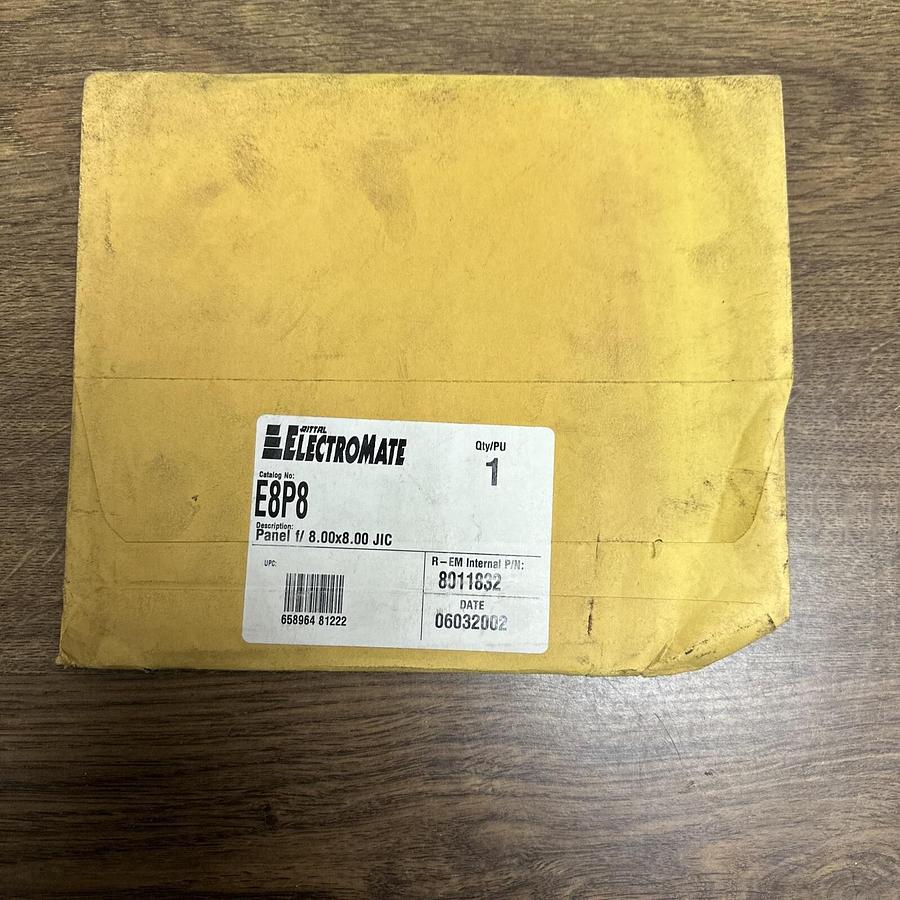 RITTAL
ELECTROMATE
Qty/PU
1
Catalog No:
E8P8
Description:
Panel f/ 8.00x8.00 JIC
UPC:
658964 81222
R-EM Internal P/N:
8011832
DATE
06032002